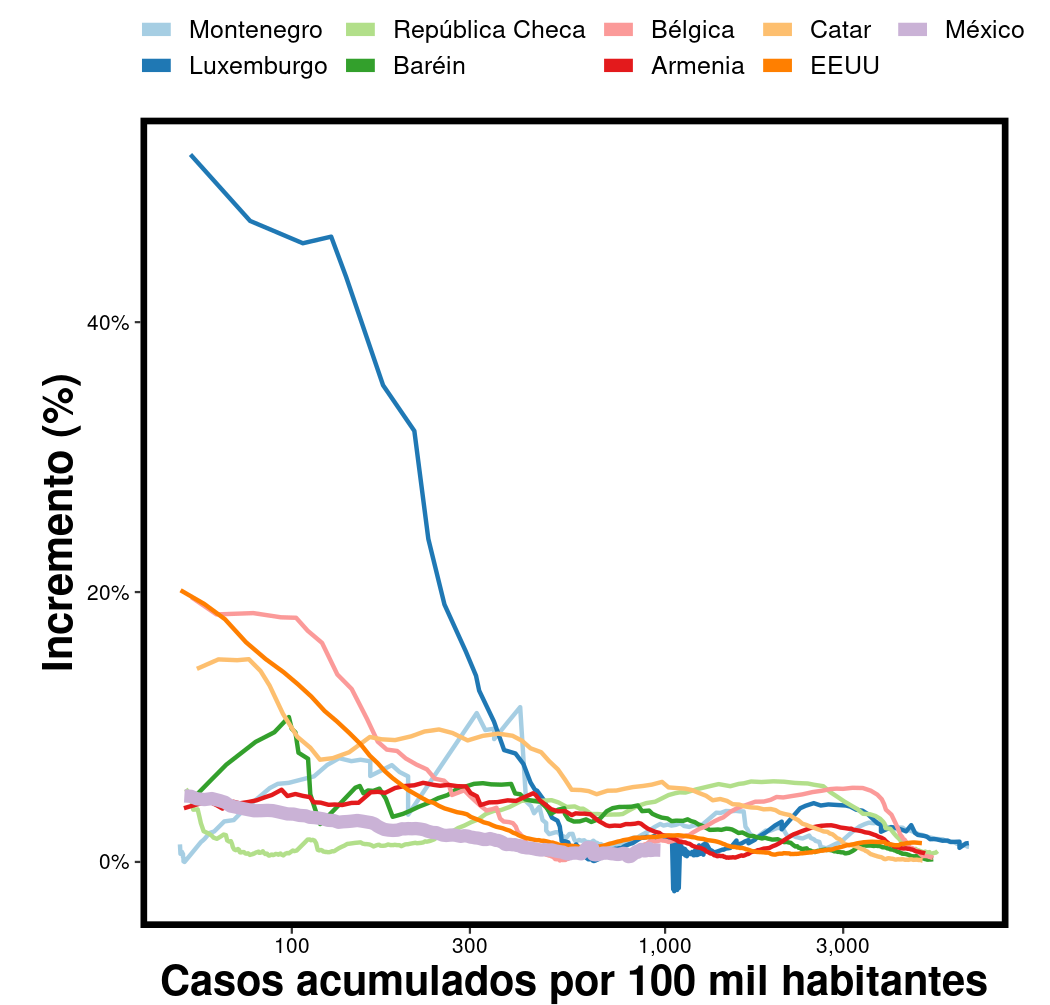 Montenegro República Checa Bélgica Catar México
Luxemburgo Baréin Armenia EEUU
40%
20%
0%
Incremento (%)
100 300 1,000 3,000
Casos acumulados por 100 mil habitantes